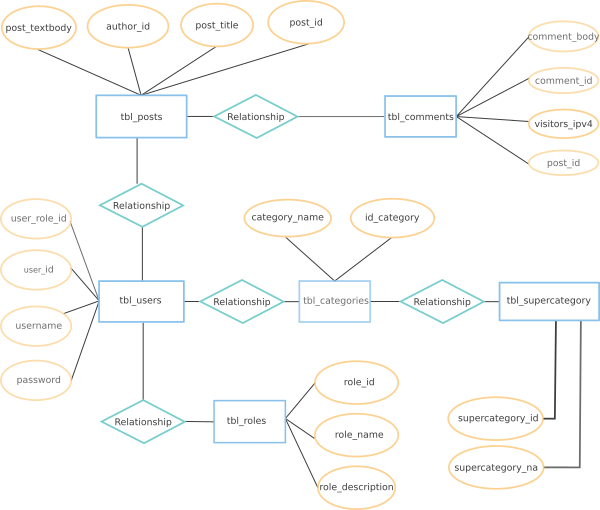 post_textbody
author_id
post_title
post_id
comment_body
comment_id
visitors_ipv4
post_id
tbl_posts
Relationship
tbl_comments
Relationship
user_role_id
user_id
username
password
category_name
id_category
tbl_users
Relationship
tbl_categories
Relationship
tbl_supercategory
Relationship
tbl_roles
role_id
role_name
role_description
supercategory_id
supercategory_na